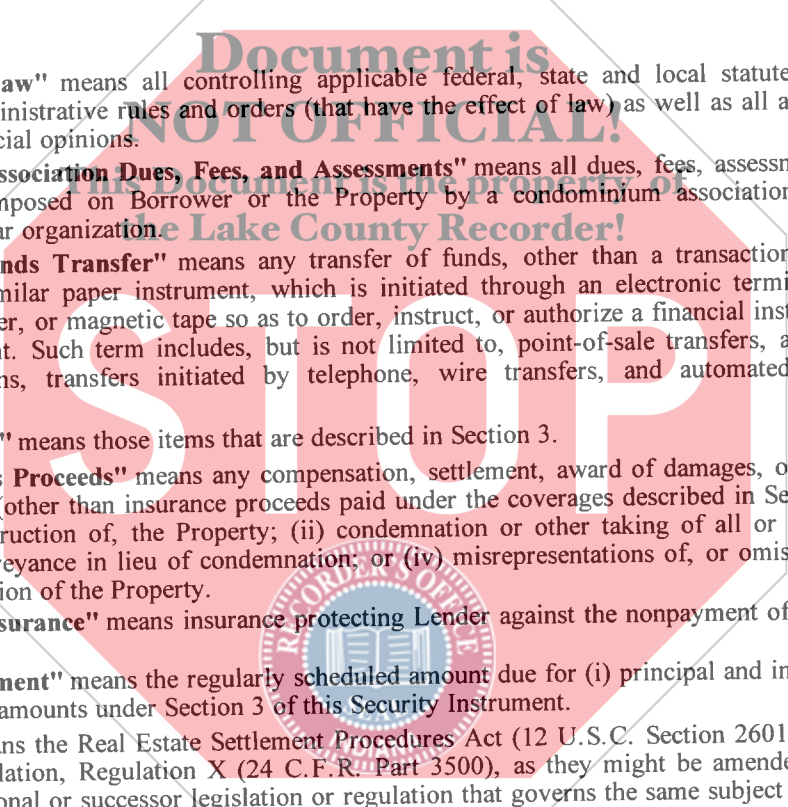 Document is
NOT OFFICIAL!
This Document is the property of
the Lake County Recorder!
STOP
aw" means all controlling applicable federal, state and local statute
inistrative rules and orders (that have the effect of law) as well as all a
cial opinions.
ssociation Dues, Fees, and Assessments" means all dues, fees, assessn
mposed on Borrower or the Property by a condominium association
ar organization.
nds Transfer" means any transfer of funds, other than a transaction
milar paper instrument, which is initiated through an electronic termi
er, or magnetic tape so as to order, instruct, or authorize a financial inst
nt. Such term includes, but is not limited to, point-of-sale transfers, a
ns, transfers initiated by telephone, wire transfers, and automated
" means those items that are described in Section 3.
s Proceeds" means any compensation, settlement, award of damages, o
(other than insurance proceeds paid under the coverages described in Se
ruction of, the Property; (ii) condemnation or other taking of all or
eyance in lieu of condemnation; or (iv) misrepresentations of, or omis
ion of the Property.
surance" means insurance protecting Lender against the nonpayment of
ment" means the regularly scheduled amount due for (i) principal and in
amounts under Section 3 of this Security Instrument.
ns the Real Estate Settlement Procedures Act (12 U.S.C. Section 2601
lation, Regulation X (24 C.F.R. Part 3500), as they might be amende
onal or successor legislation or regulation that governs the same subject
RECORDER'S OFFICE